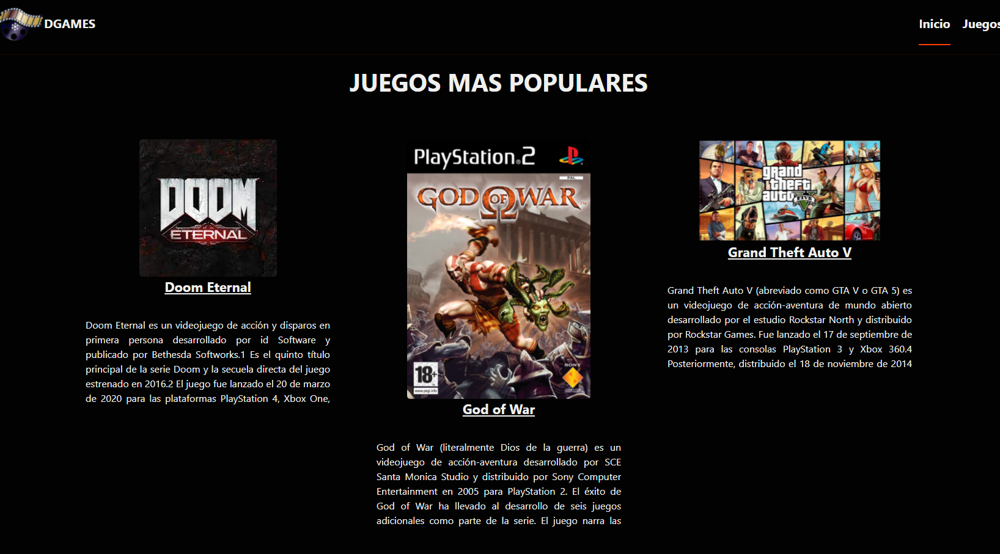 DGAMES
Inicio
Juegos
JUEGOS MAS POPULARES
DOOM
ETERNAL
Doom Eternal
Doom Eternal es un videojuego de acción y disparos en
primera persona desarrollado por id Software y
publicado por Bethesda Softworks.1 Es el quinto título
principal de la serie Doom y la secuela directa del juego
estrenado en 2016.2 El juego fue lanzado el 20 de marzo
de 2020 para las plataformas PlayStation 4, Xbox One,
PlayStation®2
PAL
GOD OF WAR™
18+
www.pegi.info
SONY
COMPUTER
God of War
God of War (literalmente Dios de la guerra) es un
videojuego de acción-aventura desarrollado por SCE
Santa Monica Studio y distribuido por Sony Computer
Entertainment en 2005 para PlayStation 2. El éxito de
God of War ha llevado al desarrollo de seis juegos
adicionales como parte de la serie. El juego narra las
grand
theft
auto V
FIVE
Grand Theft Auto V
Grand Theft Auto V (abreviado como GTA V o GTA 5) es
un videojuego de acción-aventura de mundo abierto
desarrollado por el estudio Rockstar North y distribuido
por Rockstar Games. Fue lanzado el 17 de septiembre de
2013 para las consolas PlayStation 3 y Xbox 360.4
Posteriormente, distribuido el 18 de noviembre de 2014